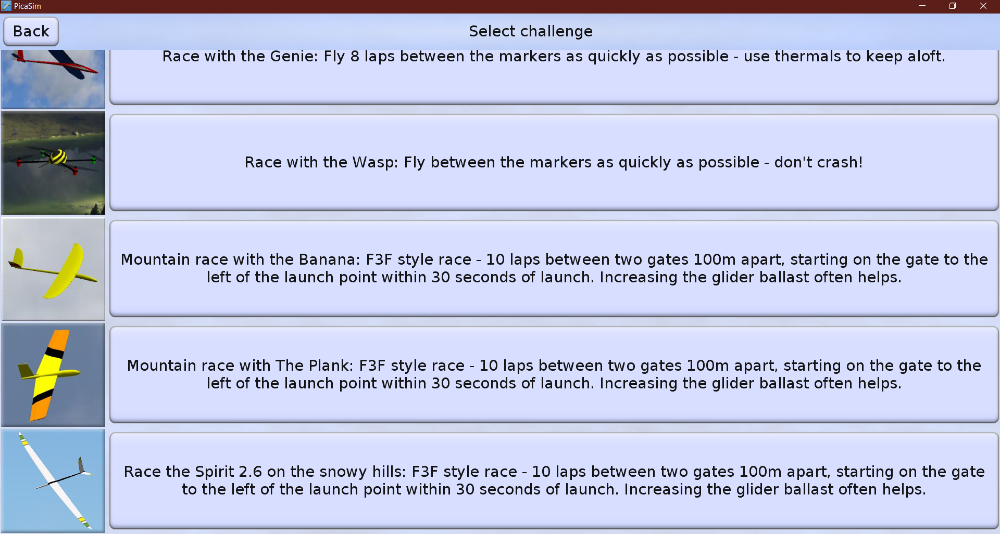 PicaSim
Back
Select challenge
Race with the Genie: Fly 8 laps between the markers as quickly as possible - use thermals to keep aloft.
Race with the Wasp: Fly between the markers as quickly as possible - don't crash!
Mountain race with the Banana: F3F style race - 10 laps between two gates 100m apart, starting on the gate to the
left of the launch point within 30 seconds of launch. Increasing the glider ballast often helps.
Mountain race with The Plank: F3F style race - 10 laps between two gates 100m apart, starting on the gate to the
left of the launch point within 30 seconds of launch. Increasing the glider ballast often helps.
Race the Spirit 2.6 on the snowy hills: F3F style race - 10 laps between two gates 100m apart, starting on the gate
to the left of the launch point within 30 seconds of launch. Increasing the glider ballast often helps.